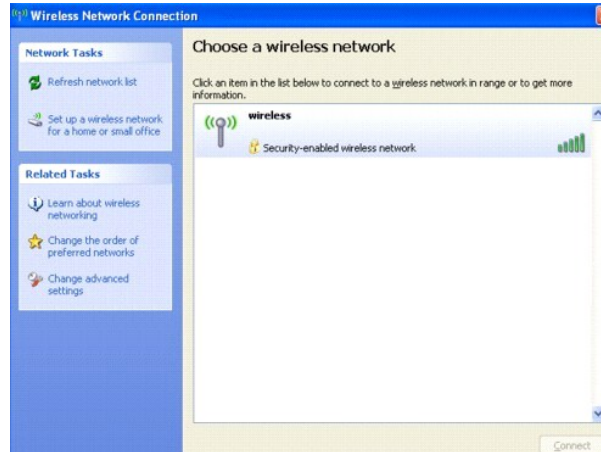 Wireless Network Connection
Network Tasks
Refresh network list
Set up a wireless network
for a home or small office
Related Tasks
Learn about wireless
networking
Change the order of
preferred networks
Change advanced
settings
Choose a wireless network
Click an item in the list below to connect to a wireless network in range or to get more
information.
wireless
Security-enabled wireless network
Connect